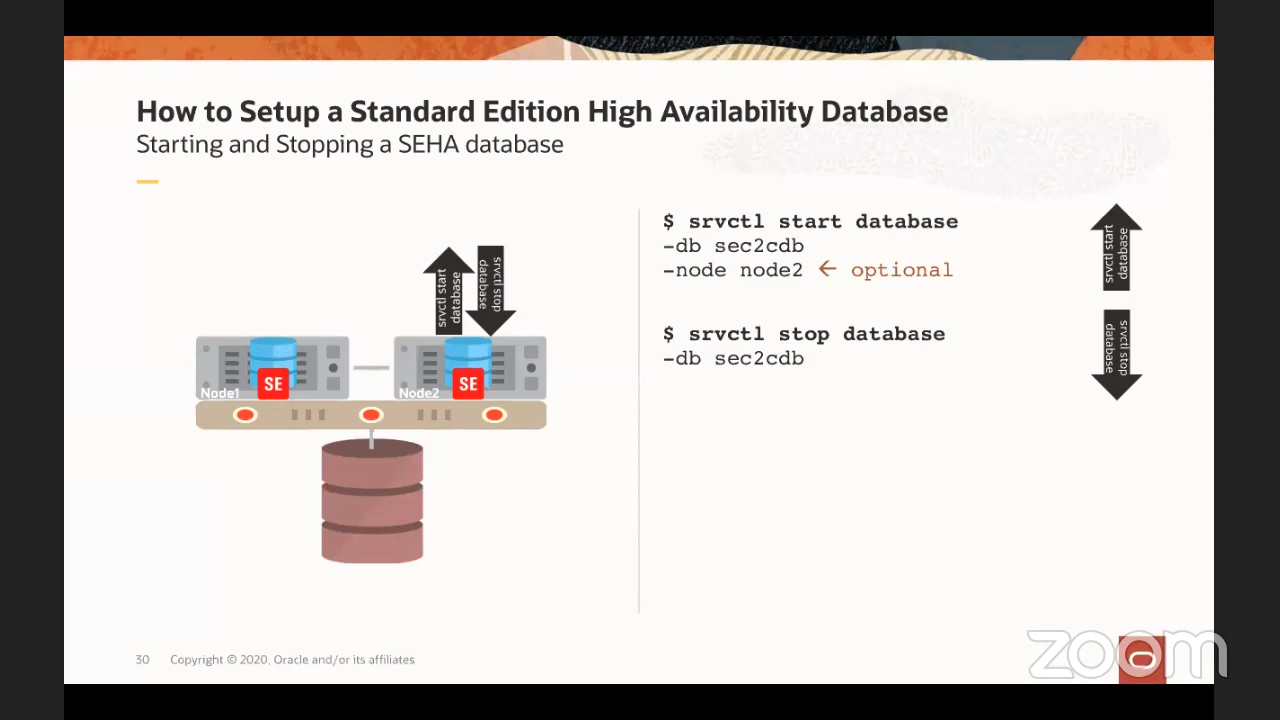 How to Setup a Standard Edition High Availability Database
Starting and Stopping a SEHA database
srvctl start
database
srvctl stop
database
SE
Node1
SE
Node2
$ srvctl start database
-db sec2cdb
-node node2 ← optional
$ srvctl stop database
-db sec2cdb
srvctl start
database
srvctl stop
database
30 Copyright © 2020, Oracle and/or its affiliates
zoom